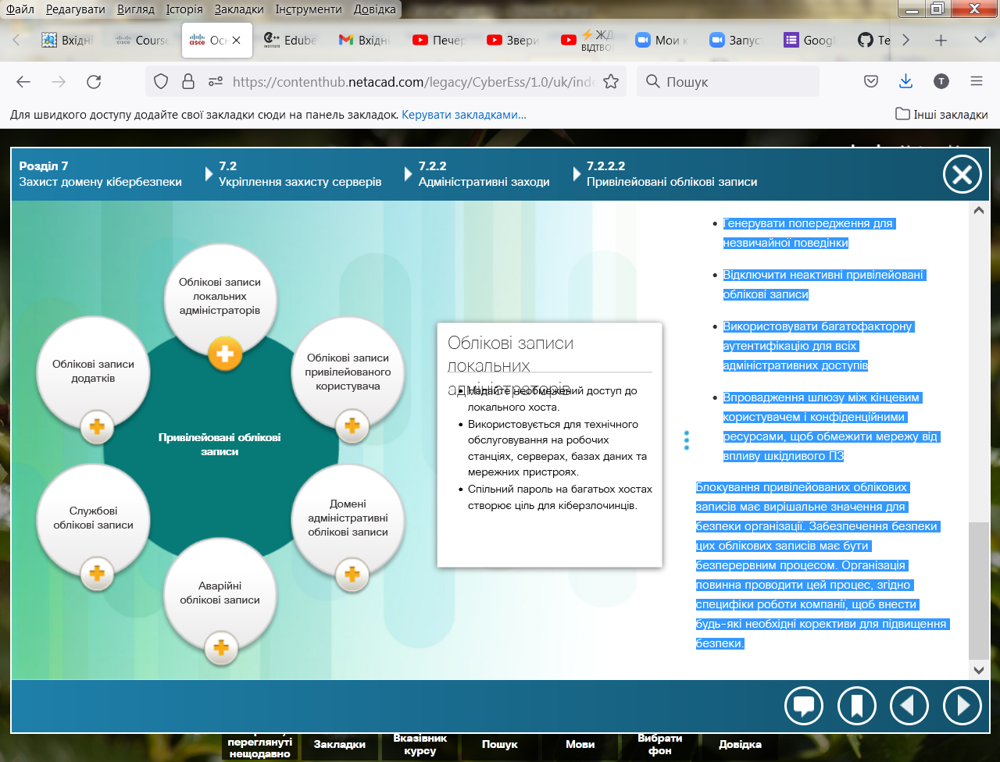 Файл Редагувати Вигляд Історія Закладки Інструменти Довідка
Вхідні
Cours
Осн
Edube
Вхідні
Печер
Звери
ЖД
ВІДТВО
Мои к
Запус
Googl
Te
https://contenthub.netacad.com/legacy/CyberEss/1.0/uk/inde
Пошук
T
Для швидкого доступу додайте свої закладки сюди на панель закладок. Керувати закладками…
Інші закладки
Розділ 7
Захист домену кібербезпеки
7.2
Укріплення захисту серверів
7.2.2
Адміністративні заходи
7.2.2.2
Привілейовані облікові записи
Облікові записи
локальних
адміністраторів
Облікові записи
додатків
Облікові записи
привілейованого
користувача
Привілейовані облікові
записи
Службові
облікові записи
Домені
адміністративні
облікові записи
Аварійні
облікові записи
Облікові записи
локальних
адміністраторів
• Надайте необмежений доступ до
локального хоста.
• Використовується для технічного
обслуговування на робочих
станціях, серверах, базах даних та
мережних пристроях.
• Спільний пароль на багатьох хостах
створює ціль для кіберзлочинців.
• Генерувати попередження для
незвичайної поведінки
• Відключити неактивні привілейовані
облікові записи
• Використовувати багатофакторну
аутентифікацію для всіх
адміністративних доступів
• Впровадження шлюзу між кінцевим
користувачем і конфіденційними
ресурсами, щоб обмежити мережу від
впливу шкідливого ПЗ
Блокування привілейованих облікових
записів має вирішальне значення для
безпеки організації. Забезпечення безпеки
цих облікових записів має бути
безперервним процесом. Організація
повинна проводити цей процес, згідно
специфіки роботи компанії, щоб внести
будь-які необхідні корективи для підвищення
безпеки.
переглянуті
нещодавно
Закладки
Вказівник
курсу
Пошук
Мови
Вибрати
фон
Довідка